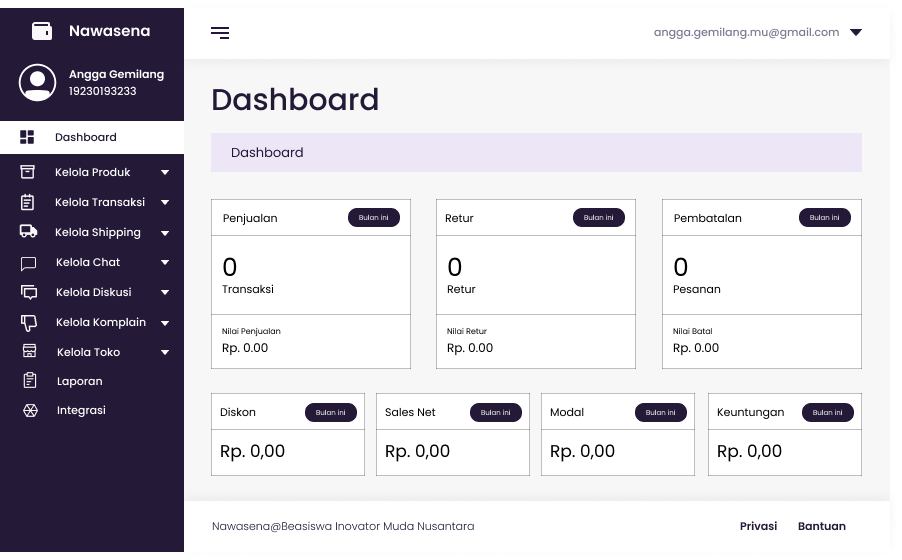 Nawasena
angga.gemilang.mu@gmail.com
Angga Gemilang
19230193233
Dashboard
Kelola Produk
Kelola Transaksi
Kelola Shipping
Kelola Chat
Kelola Diskusi
Kelola Komplain
Kelola Toko
Laporan
Integrasi
Dashboard
Dashboard
Penjualan Bulan ini
0
Transaksi
Nilai Penjualan
Rp. 0.00
Retur Bulan ini
0
Retur
Nilai Retur
Rp. 0.00
Pembatalan Bulan ini
0
Pesanan
Nilai Batal
Rp. 0.00
Diskon Bulan ini
Rp. 0,00
Sales Net Bulan ini
Rp. 0,00
Modal Bulan ini
Rp. 0,00
Keuntungan Bulan ini
Rp. 0,00
Nawasena@Beasiswa Inovator Muda Nusantara
Privasi Bantuan